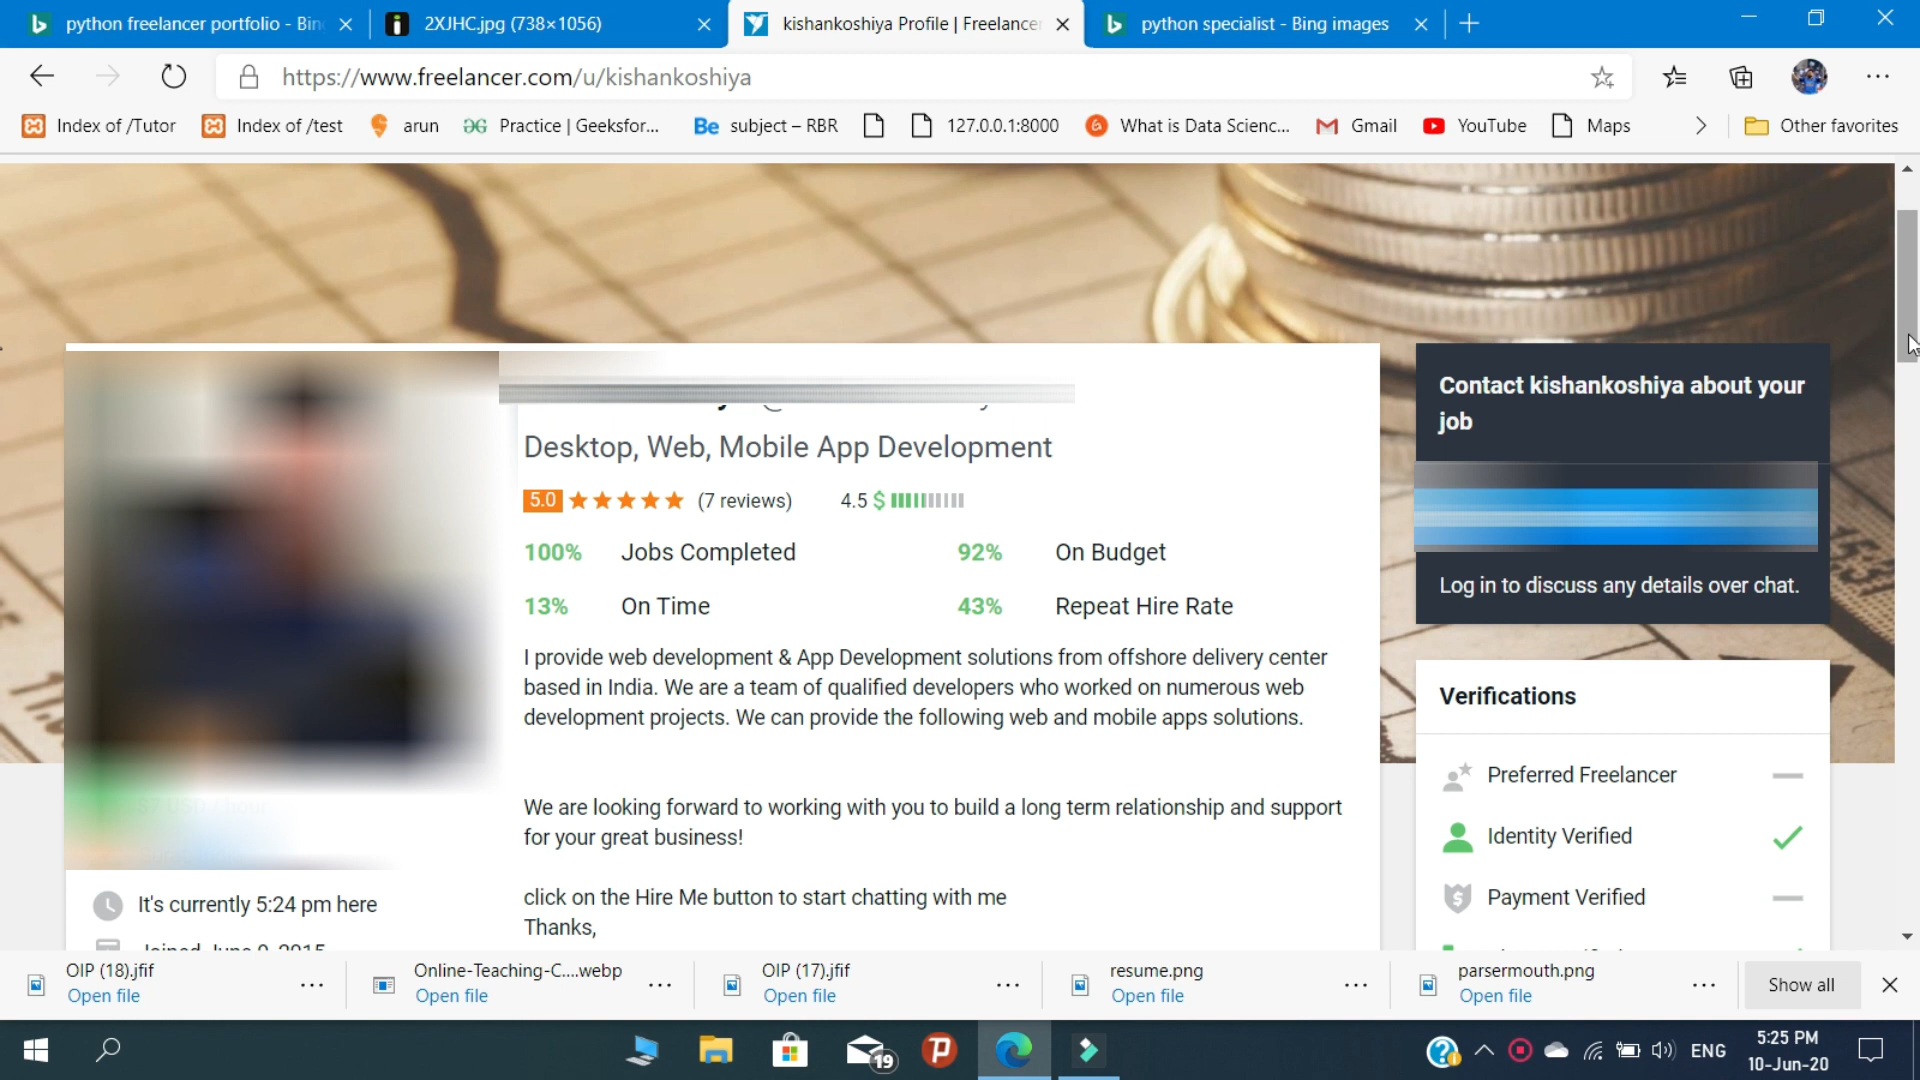 python freelancer portfolio - Bin
2XJHC.jpg (738×1056)
kishankoshiya Profile | Freelancer
python specialist - Bing images
https://www.freelancer.com/u/kishankoshiya
Index of /Tutor
Index of /test
arun
Practice | Geeksfor...
Be subject – RBR
127.0.0.1:8000
What is Data Scienc...
Gmail
YouTube
Maps
Other favorites
Desktop, Web, Mobile App Development
5.0 (7 reviews) 4.5 $
100% Jobs Completed 92% On Budget
13% On Time 43% Repeat Hire Rate
I provide web development & App Development solutions from offshore delivery center
based in India. We are a team of qualified developers who worked on numerous web
development projects. We can provide the following web and mobile apps solutions.
We are looking forward to working with you to build a long term relationship and support
for your great business!
click on the Hire Me button to start chatting with me
Thanks,
It's currently 5:24 pm here
Contact kishankoshiya about your
job
Log in to discuss any details over chat.
Verifications
Preferred Freelancer
Identity Verified
Payment Verified
OIP (18).jfif
Open file
Online-Teaching-C....webp
Open file
OIP (17).jfif
Open file
resume.png
Open file
parsermouth.png
Open file
Show all
19
ENG
5:25 PM
10-Jun-20